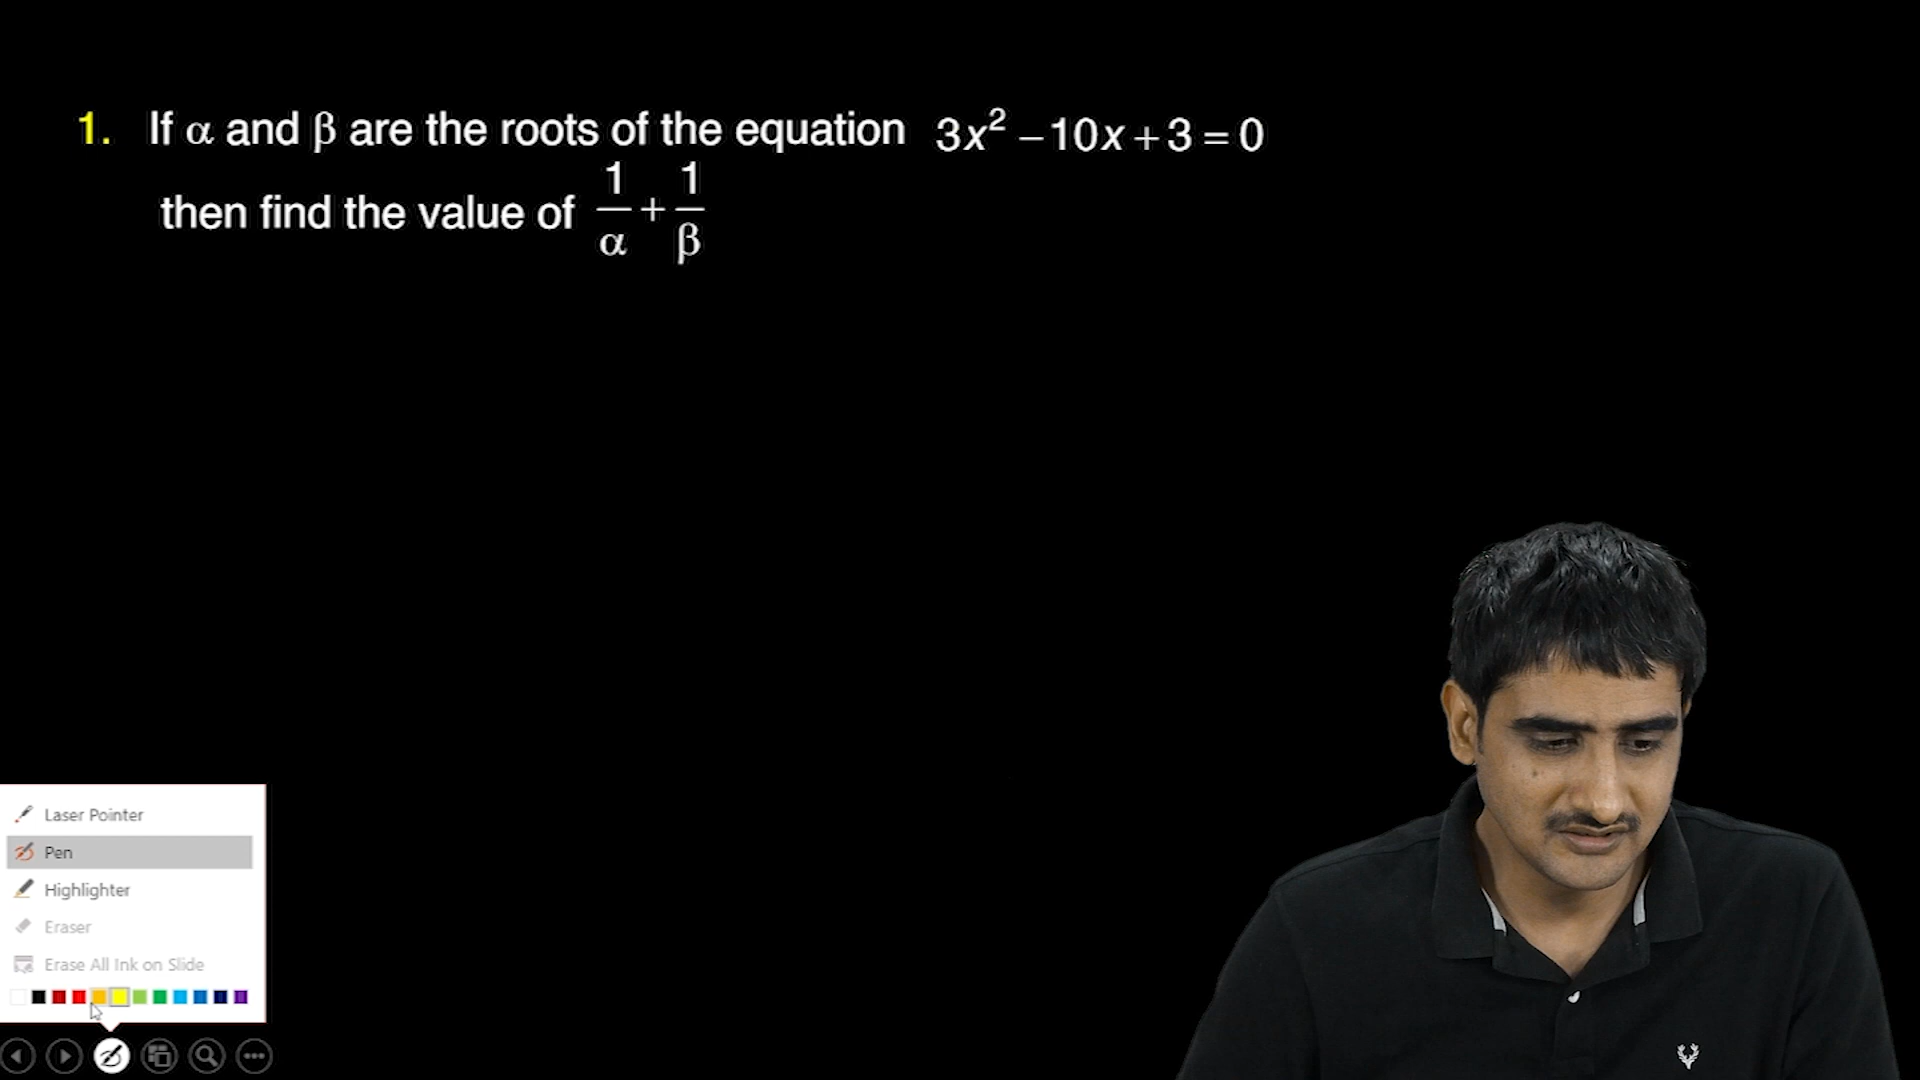 1. If α and β are the roots of the equation 3x² – 10x + 3 = 0
then find the value of 1/α + 1/β
Laser Pointer
Pen
Highlighter
Eraser
Erase All Ink on Slide